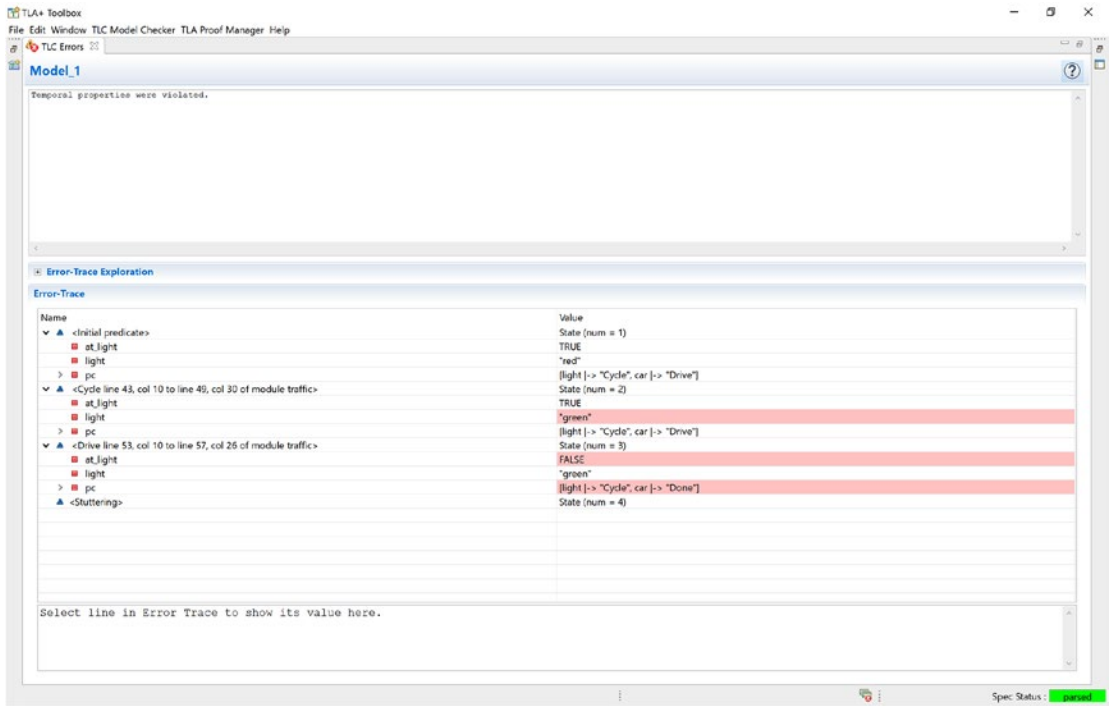 TLA+ Toolbox
File Edit Window TLC Model Checker TLA Proof Manager Help
TLC Errors
Model_1
Temporal properties were violated.
Error-Trace Exploration
Error-Trace
Name Value
<Initial predicate> State (num = 1)
at_light TRUE
light "red"
pc [light |-> "Cycle", car |-> "Drive"]
<Cycle line 43, col 10 to line 49, col 30 of module traffic> State (num = 2)
at_light TRUE
light "green"
pc [light |-> "Cycle", car |-> "Drive"]
<Drive line 53, col 10 to line 57, col 26 of module traffic> State (num = 3)
at_light FALSE
light "green"
pc [light |-> "Cycle", car |-> "Done"]
<Stuttering> State (num = 4)
Select line in Error Trace to show its value here.
Spec Status : parsed